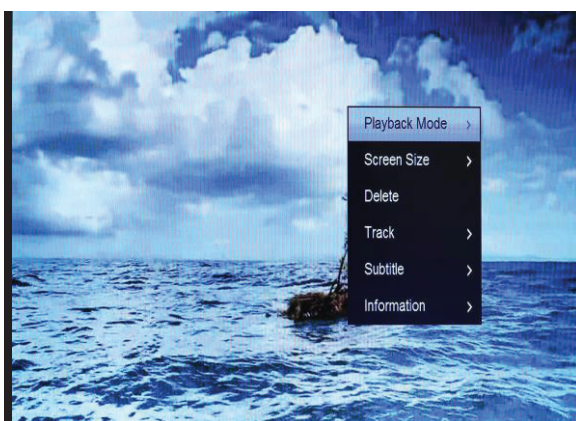 Playback Mode >
Screen Size >
Delete
Track >
Subtitle >
Information >